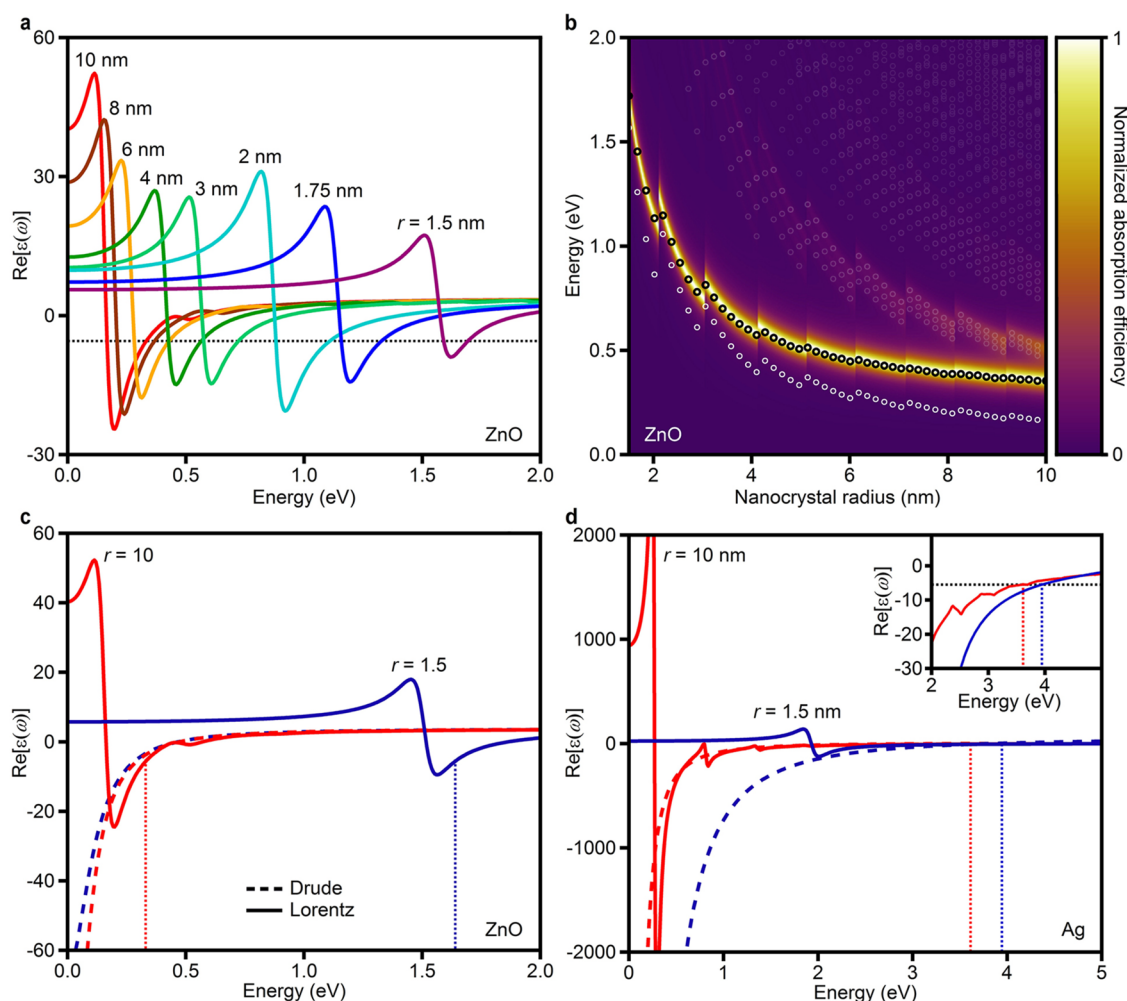 a
60
30
0
-30
Re[ε(ω)]
10 nm
8 nm
6 nm
4 nm
3 nm
2 nm
1.75 nm
r = 1.5 nm
ZnO
0.0
0.5
1.0
1.5
2.0
Energy (eV)
b
2.0
1.5
1.0
0.5
0.0
Energy (eV)
ZnO
2
4
6
8
10
Nanocrystal radius (nm)
1
0
Normalized absorption efficiency
c
60
40
20
0
-20
-40
-60
Re[ε(ω)]
r = 10
r = 1.5
Drude
Lorentz
ZnO
0.0
0.5
1.0
1.5
2.0
Energy (eV)
d
2000
1000
0
-1000
-2000
Re[ε(ω)]
r = 10 nm
r = 1.5 nm
0
-10
-20
-30
Re[ε(ω)]
2
3
4
Energy (eV)
Ag
0
1
2
3
4
5
Energy (eV)